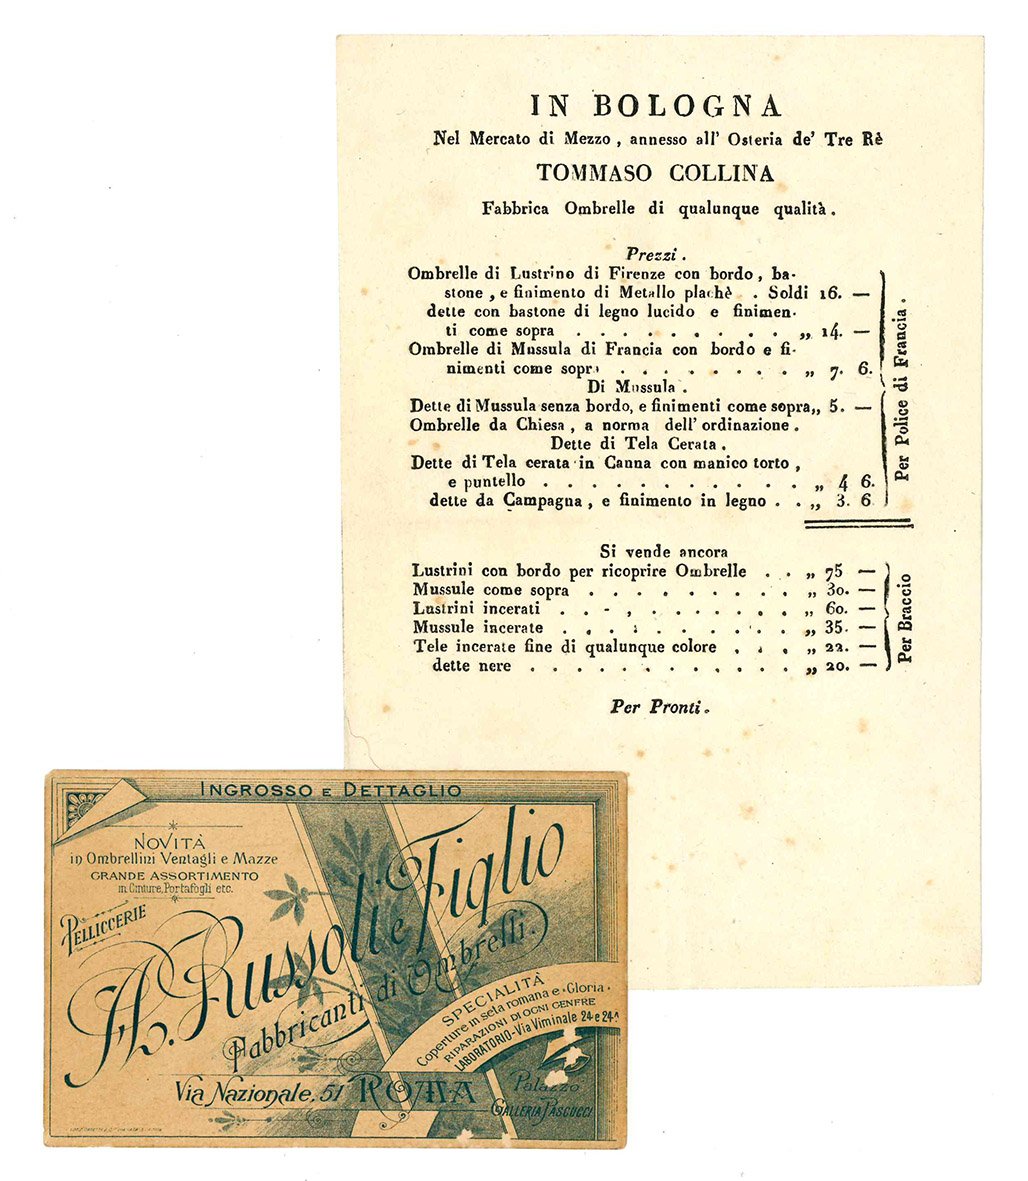 IN BOLOGNA
Nel Mercato di Mezzo , annesso all' Osteria de' Tre Rè
TOMMASO COLLINA
Fabbrica Ombrelle di qualunque qualità .
Prezzi .
Ombrelle di Lustrino di Firenze con bordo , ba-
stone , e finimento di Metallo plachè . Soldi 16. —
dette con bastone di legno lucido e finimen-
ti come sopra . . . . . . . . . „ 14. —
Ombrelle di Mussula di Francia con bordo e fi-
nimenti come sopra . . . . . . . . „ 7. 6.
Di Mussula .
Dette di Mussula senza bordo, e finimenti come sopra „ 5. —
Ombrelle da Chiesa , a norma dell' ordinazione .
Dette di Tela Cerata .
Dette di Tela cerata in Canna con manico torto ,
e puntello . . . . . . . . . . . „ 4 6.
dette da Campagna , e finimento in legno . . „ 3. 6
Per Police di Francia .
Si vende ancora
Lustrini con bordo per ricoprire Ombrelle . . „ 75 —
Mussule come sopra . . . . . . . . . „ 30. —
Lustrini incerati . . . . . . . . . . „ 60. —
Mussule incerate . . . . . . . . . . „ 35. —
Tele incerate fine di qualunque colore . . . „ 22. —
dette nere . . . . . . . . . . . „ 20. —
Per Braccio
Per Pronti .
INGROSSO E DETTAGLIO
NOVITÀ
in Ombrellini Ventagli e Mazze
GRANDE ASSORTIMENTO
in Cinture, Portafogli etc.
PELLICCERIE
A. Russoli e Figlio
Fabbricanti di Ombrelli.
SPECIALITÀ
Coperture in seta romana e «Gloria»
RIPARAZIONI DI OGNI GENERE
LABORATORIO-Via Viminale 24 e 24A
Via Nazionale, 51 ROMA
Palazzo
GALLERIA PASCUCCI